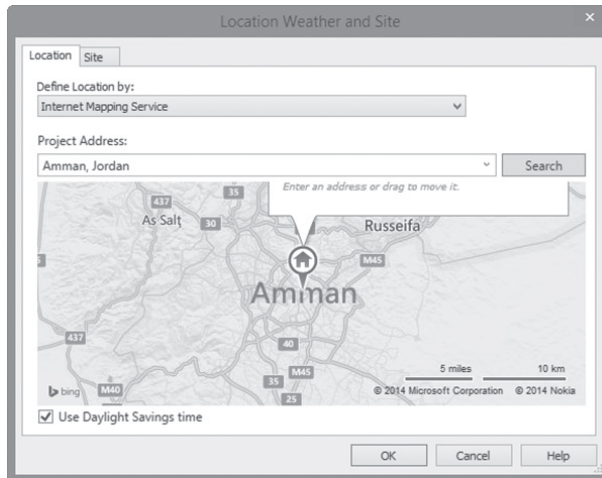 Location Weather and Site
Location Site
Define Location by:
Internet Mapping Service
Project Address:
Amman, Jordan
Search
Enter an address or drag to move it.
437
35
As Salt
30
Russeifa
M45
Amman
437
40
M45
35
M40
25
5 miles 10 km
bing
© 2014 Microsoft Corporation © 2014 Nokia
Use Daylight Savings time
OK Cancel Help